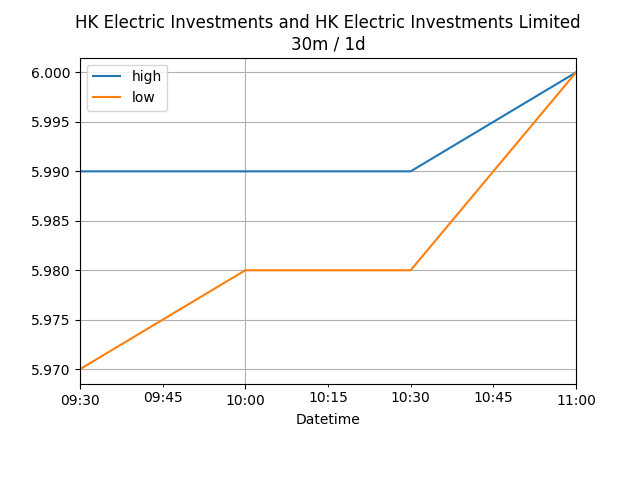 HK Electric Investments and HK Electric Investments Limited
30m / 1d
high
low
6.000
5.995
5.990
5.985
5.980
5.975
5.970
09:30 09:45 10:00 10:15 10:30 10:45 11:00
Datetime